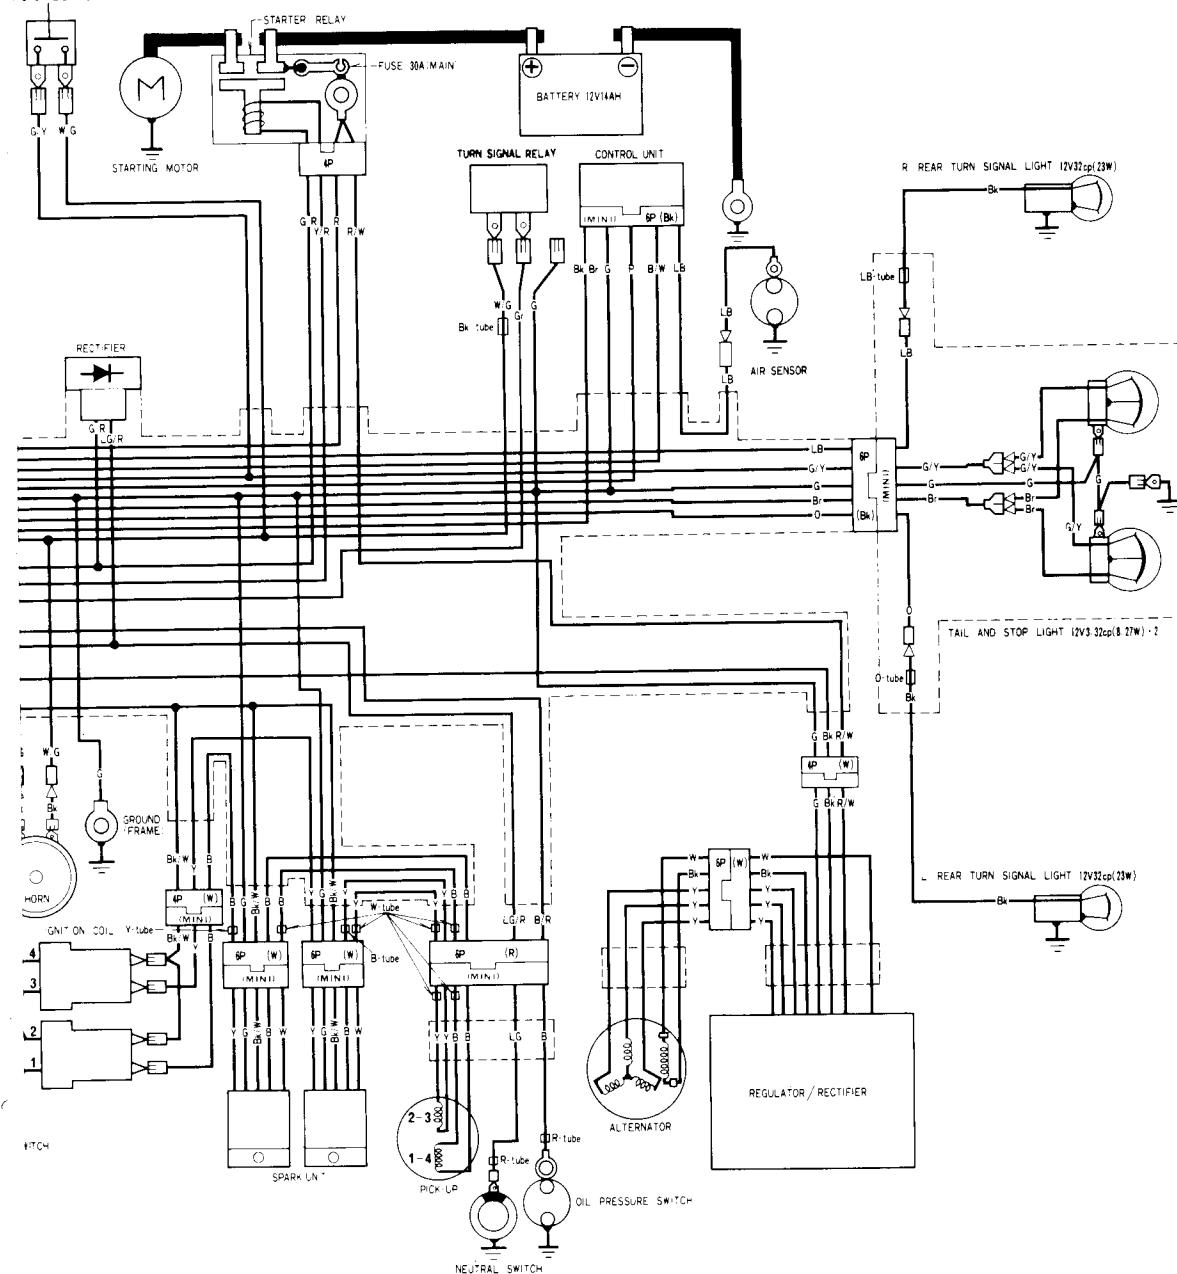 STARTER RELAY
FUSE 30A(MAIN)
BATTERY 12V14AH
M
G/Y W/G
STARTING MOTOR
6P
TURN SIGNAL RELAY
CONTROL UNIT
R REAR TURN SIGNAL LIGHT 12V32cp(23W)
Bk
(MINI) 6P (Bk)
G/R Y/R R R/W
Bk Br G P B/W LB
LB-tube
W/G G
Bk tube
LB
LB
LB
AIR SENSOR
RECTIFIER
G/R
LG/R
LB
G/Y
G
Br
O
6P
(MINI)
(Bk)
G/Y
G
Br
G/Y
G/Y
G
Br
Br
G
G/Y
O
TAIL AND STOP LIGHT 12V3/32cp(8/27W)×2
O-tube
Bk
G Bk R/W
6P (W)
G Bk R/W
W/G
G
Bk
GROUND
(FRAME)
HORN
Bk/W Y B
6P (W)
(MINI)
Bk/W Y B
Y-tube
B G Bk/W B B
Y G Bk/W B Y
W-tube
Y B B
LG/R B/R
W
Bk
Y
Y
Y
6P (W)
W
Bk
Y
Y
Y
L REAR TURN SIGNAL LIGHT 12V32cp(23W)
Bk
GNITION COIL
4
3
2
1
6P (W)
(MINI)
6P (W)
(MINI)
B-tube
6P (R)
(MINI)
Y G Bk/W B W
Y G Bk/W B Y
Y Y B B
LG B
REGULATOR/RECTIFIER
ALTERNATOR
2-3
1-4
PICK-UP
SPARK UNIT
R-tube
R-tube
OIL PRESSURE SWITCH
NEUTRAL SWITCH